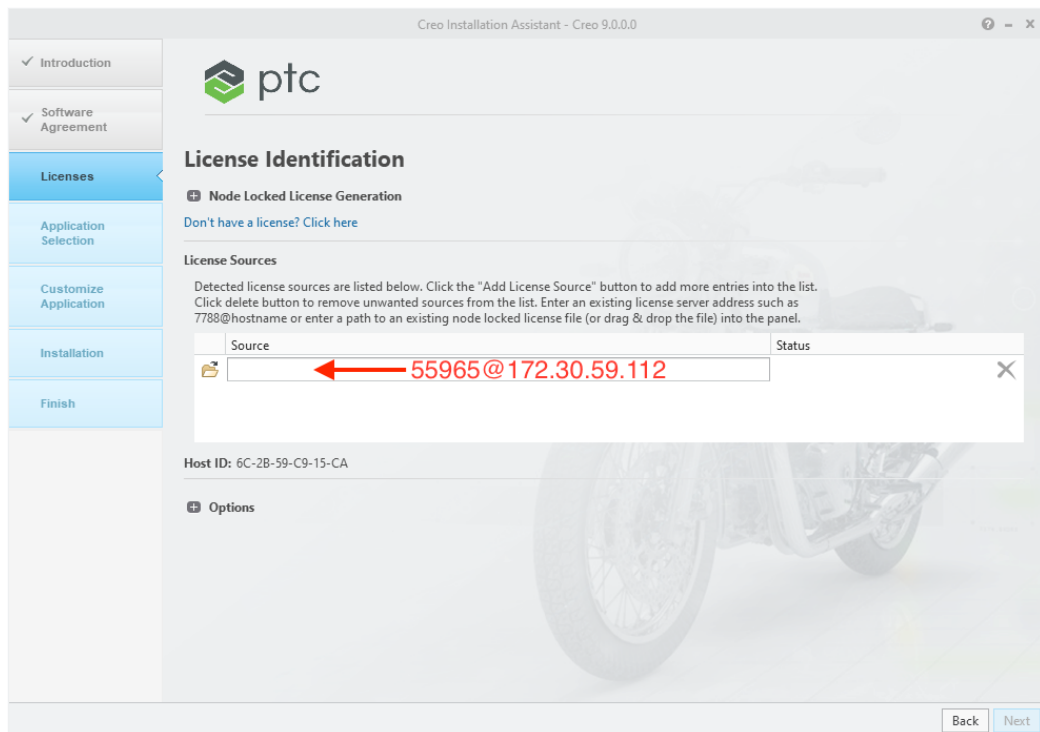 Creo Installation Assistant - Creo 9.0.0.0
Introduction
Software
Agreement
Licenses
Application
Selection
Customize
Application
Installation
Finish
ptc
License Identification
Node Locked License Generation
Don't have a license? Click here
License Sources
Detected license sources are listed below. Click the "Add License Source" button to add more entries into the list.
Click delete button to remove unwanted sources from the list. Enter an existing license server address such as
7788@hostname or enter a path to an existing node locked license file (or drag & drop the file) into the panel.
Source Status
55965@172.30.59.112
Host ID: 6C-2B-59-C9-15-CA
Options
Back Next